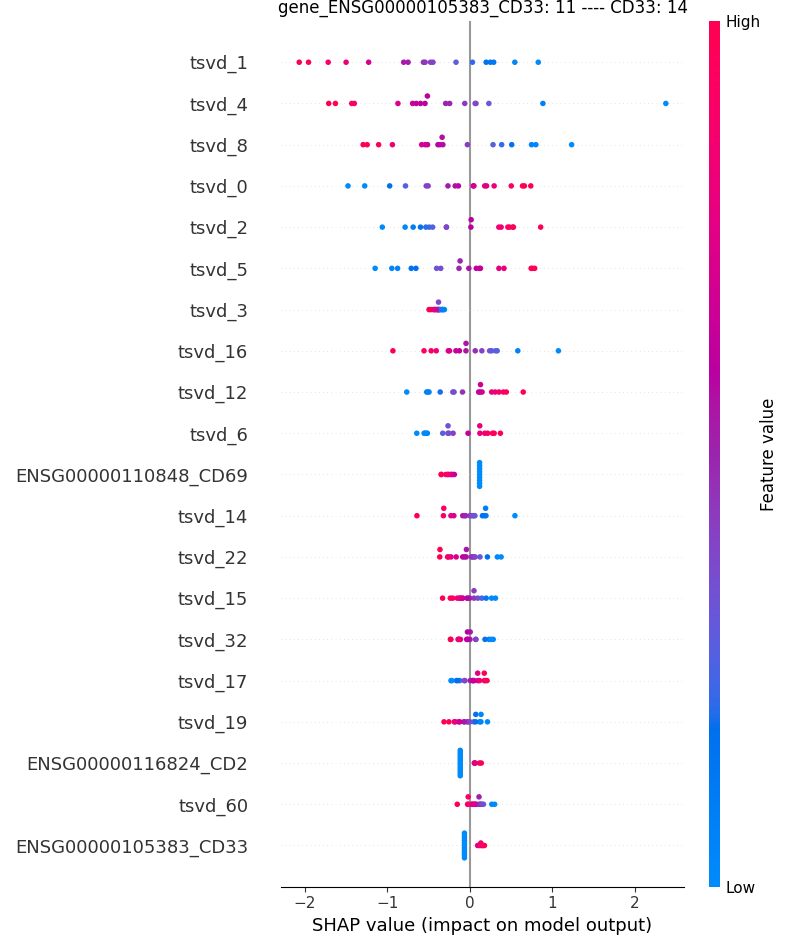 gene_ENSG00000105383_CD33: 11 ---- CD33: 14
High
tsvd_1
tsvd_4
tsvd_8
tsvd_0
tsvd_2
tsvd_5
tsvd_3
tsvd_16
tsvd_12
tsvd_6
ENSG00000110848_CD69
tsvd_14
tsvd_22
tsvd_15
tsvd_32
tsvd_17
tsvd_19
ENSG00000116824_CD2
tsvd_60
ENSG00000105383_CD33
Feature value
Low
−2 −1 0 1 2
SHAP value (impact on model output)